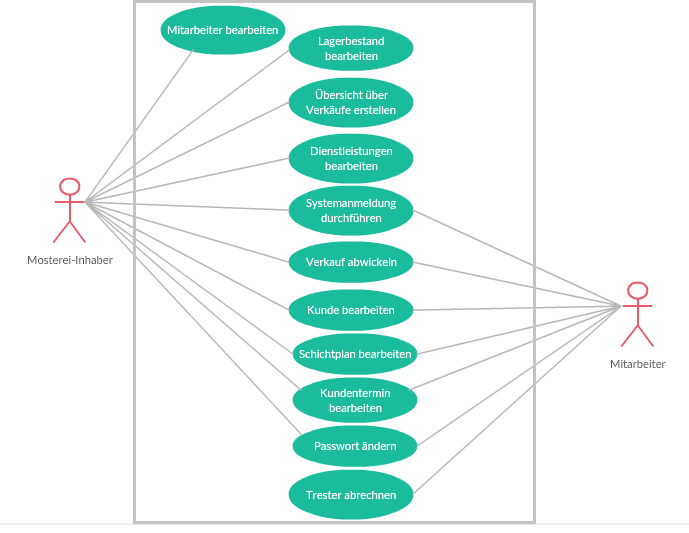 Mitarbeiter bearbeiten
Lagerbestand
bearbeiten
Übersicht über
Verkäufe erstellen
Dienstleistungen
bearbeiten
Systemanmeldung
durchführen
Verkauf abwickeln
Mosterei-Inhaber
Kunde bearbeiten
Schichtplan bearbeiten
Mitarbeiter
Kundentermin
bearbeiten
Passwort ändern
Trester abrechnen